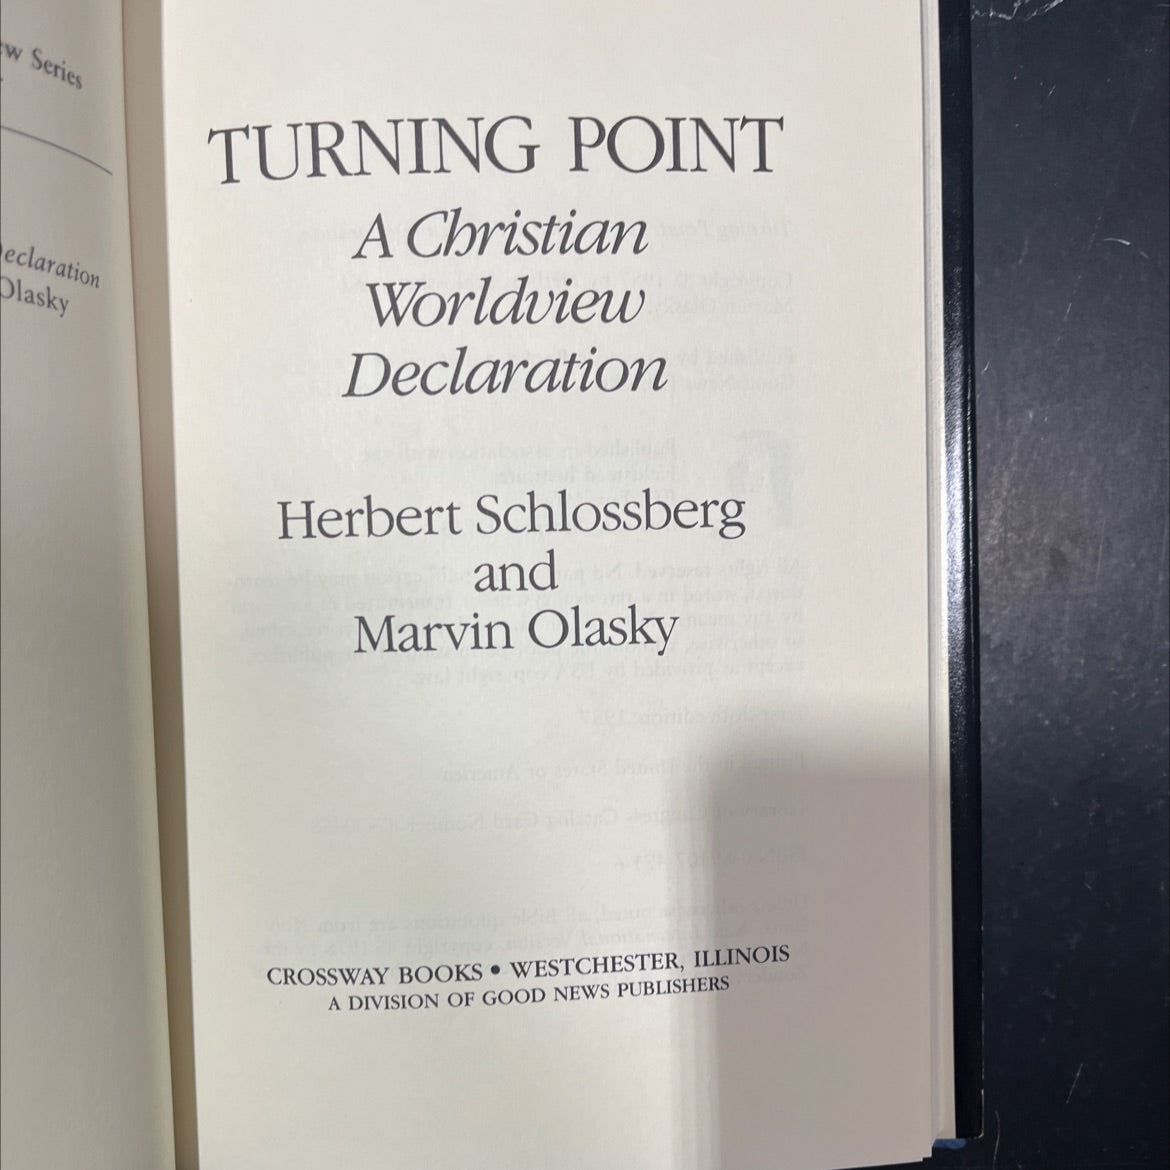 ew Series
eclaration
Olasky
TURNING POINT
A Christian
Worldview
Declaration
Herbert Schlossberg
and
Marvin Olasky
CROSSWAY BOOKS • WESTCHESTER, ILLINOIS
A DIVISION OF GOOD NEWS PUBLISHERS